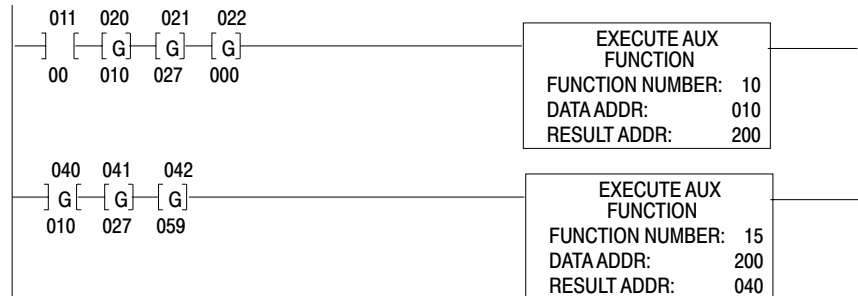 011 020 021 022
G G G
00 010 027 000
EXECUTE AUX
FUNCTION
FUNCTION NUMBER: 10
DATA ADDR: 010
RESULT ADDR: 200
040 041 042
G G G
010 027 059
EXECUTE AUX
FUNCTION
FUNCTION NUMBER: 15
DATA ADDR: 200
RESULT ADDR: 040